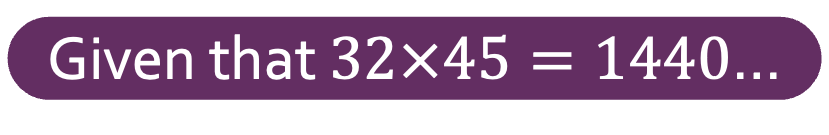 Given that 32×45 = 1440...